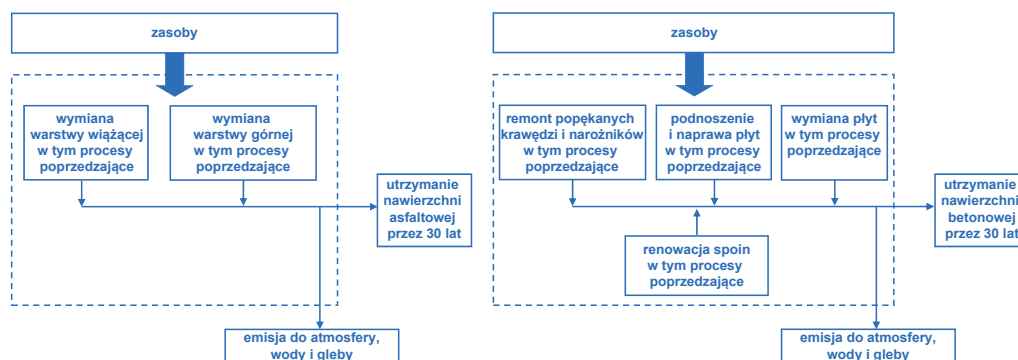 zasoby
wymiana
warstwy wiążącej
w tym procesy
poprzedzające
wymiana
warstwy górnej
w tym procesy
poprzedzające
utrzymanie
nawierzchni
asfaltowej
przez 30 lat
emisja do atmosfery,
wody i gleby
zasoby
remont popękanych
krawędzi i narożników
w tym procesy
poprzedzające
podnoszenie
i naprawa płyt
w tym procesy
poprzedzające
wymiana płyt
w tym procesy
poprzedzające
utrzymanie
nawierzchni
betonowej
przez 30 lat
renowacja spoin
w tym procesy
poprzedzające
emisja do atmosfery,
wody i gleby